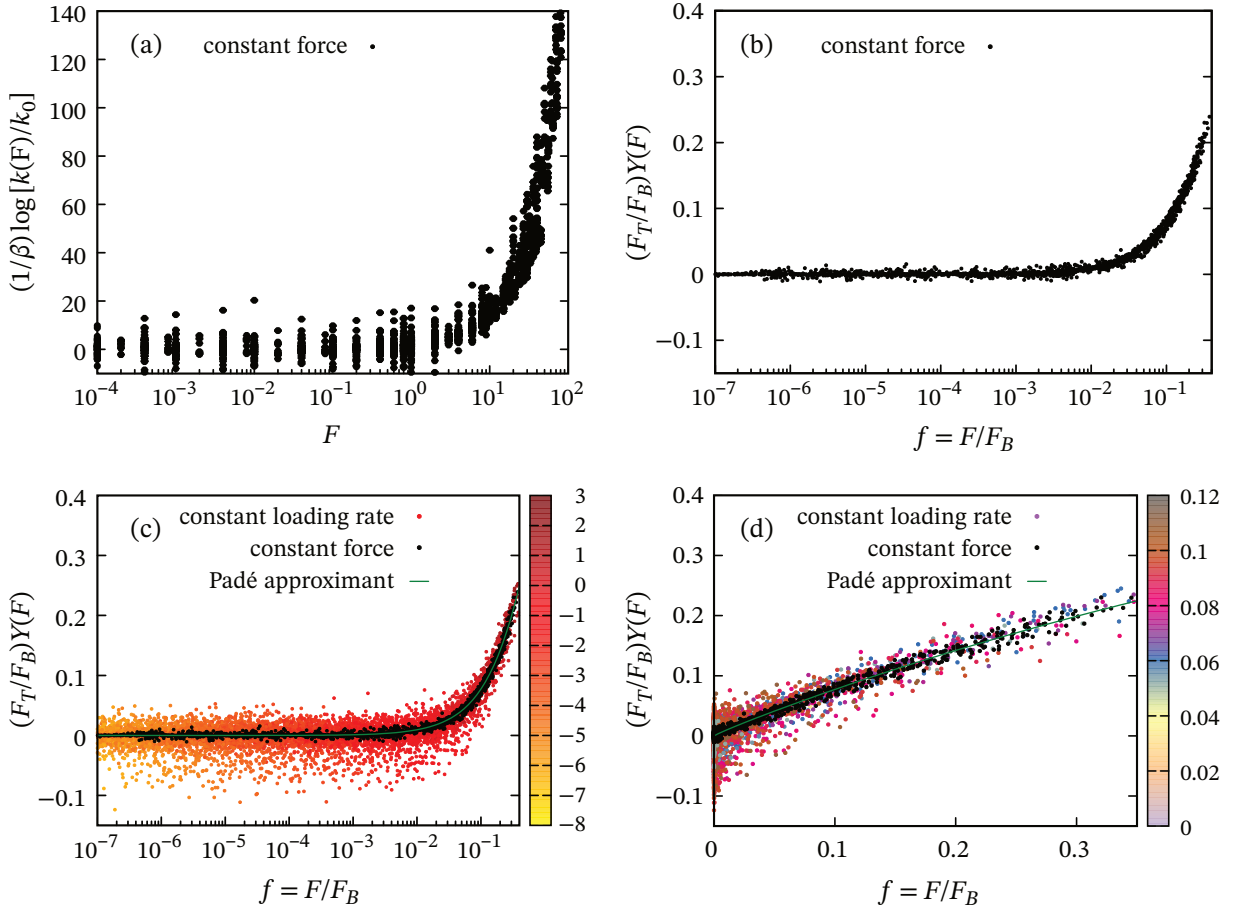 (a)
constant force
140
120
100
80
60
40
20
0
(1/β) log [k(F)/k₀]
10⁻⁴ 10⁻³ 10⁻² 10⁻¹ 10⁰ 10¹ 10²
F
(b)
constant force
0.4
0.3
0.2
0.1
0
−0.1
(F_T/F_B)Y(F)
10⁻⁷ 10⁻⁶ 10⁻⁵ 10⁻⁴ 10⁻³ 10⁻² 10⁻¹
f = F/F_B
(c)
constant loading rate
constant force
Padé approximant
0.4
0.3
0.2
0.1
0
−0.1
(F_T/F_B)Y(F)
10⁻⁷ 10⁻⁶ 10⁻⁵ 10⁻⁴ 10⁻³ 10⁻² 10⁻¹
f = F/F_B
3
2
1
0
−1
−2
−3
−4
−5
−6
−7
−8
(d)
constant loading rate
constant force
Padé approximant
0.4
0.3
0.2
0.1
0
−0.1
(F_T/F_B)Y(F)
0 0.1 0.2 0.3
f = F/F_B
0.12
0.1
0.08
0.06
0.04
0.02
0